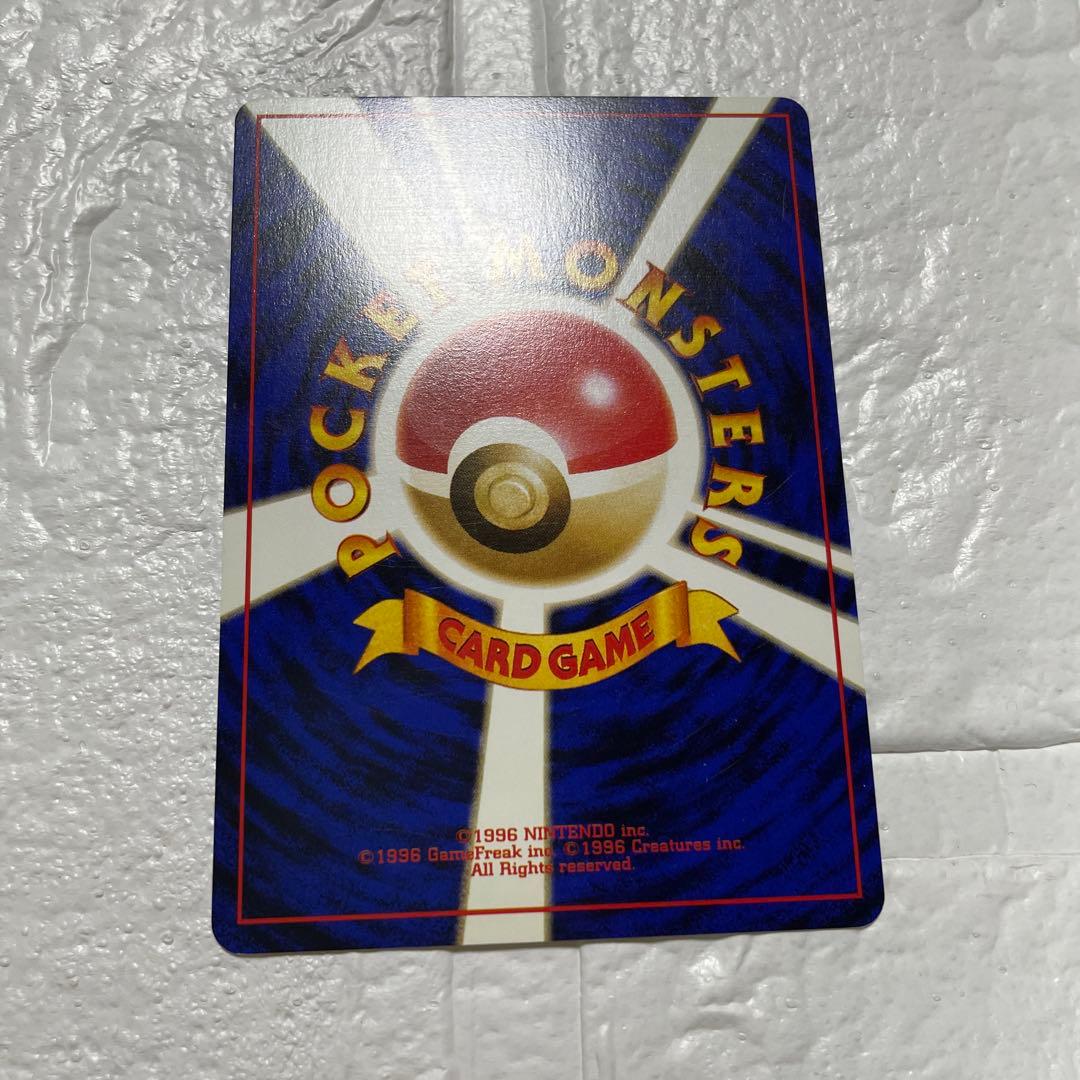 POCKET MONSTERS
CARD GAME
©1996 NINTENDO inc.
©1996 GameFreak inc. ©1996 Creatures inc.
All Rights reserved.